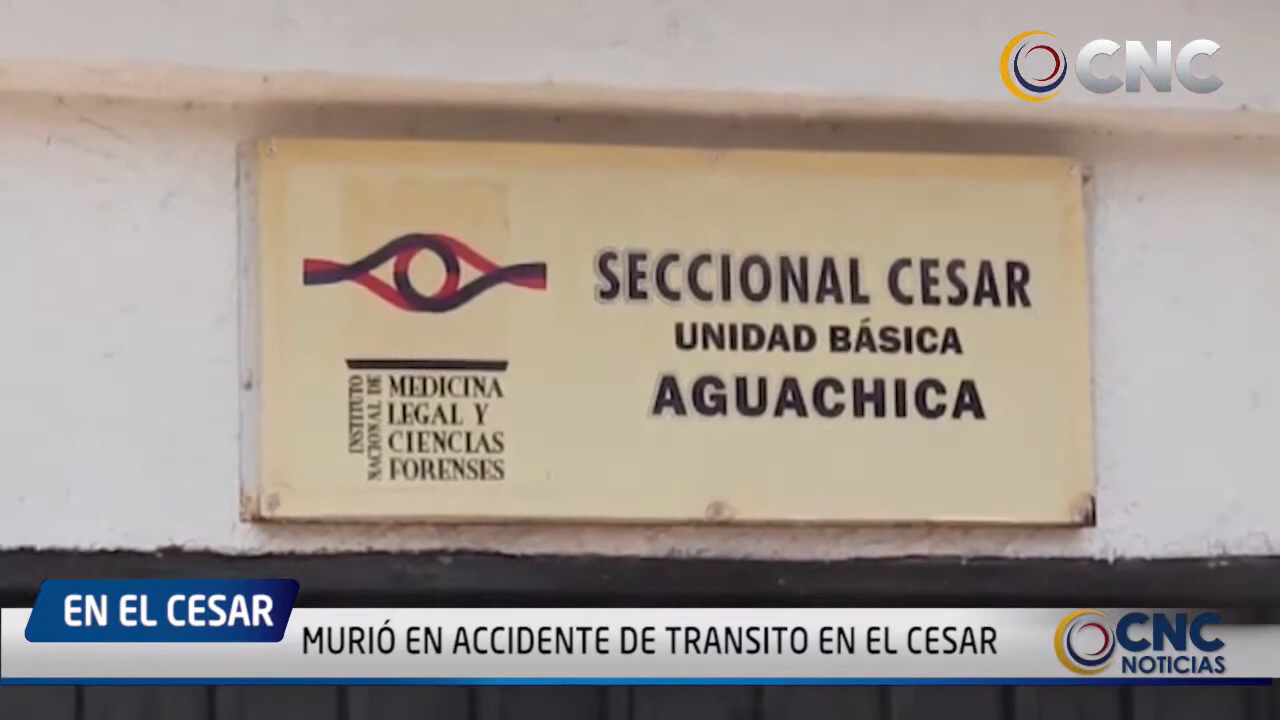 CNC
SECCIONAL CESAR
UNIDAD BÁSICA
AGUACHICA
INSTITUTO
NACIONAL DE
MEDICINA
LEGAL Y
CIENCIAS
FORENSES
EN EL CESAR
MURIÓ EN ACCIDENTE DE TRANSITO EN EL CESAR
CNC
NOTICIAS